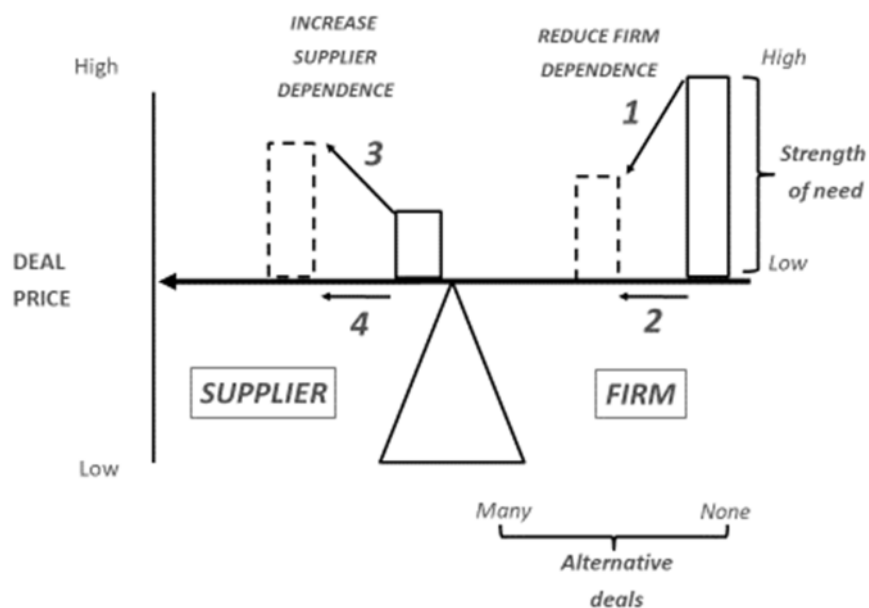 INCREASE
SUPPLIER
DEPENDENCE
REDUCE FIRM
DEPENDENCE
High
High
1
3
Strength
of need
Low
DEAL
PRICE
4
2
SUPPLIER
FIRM
Low
Many
None
Alternative
deals